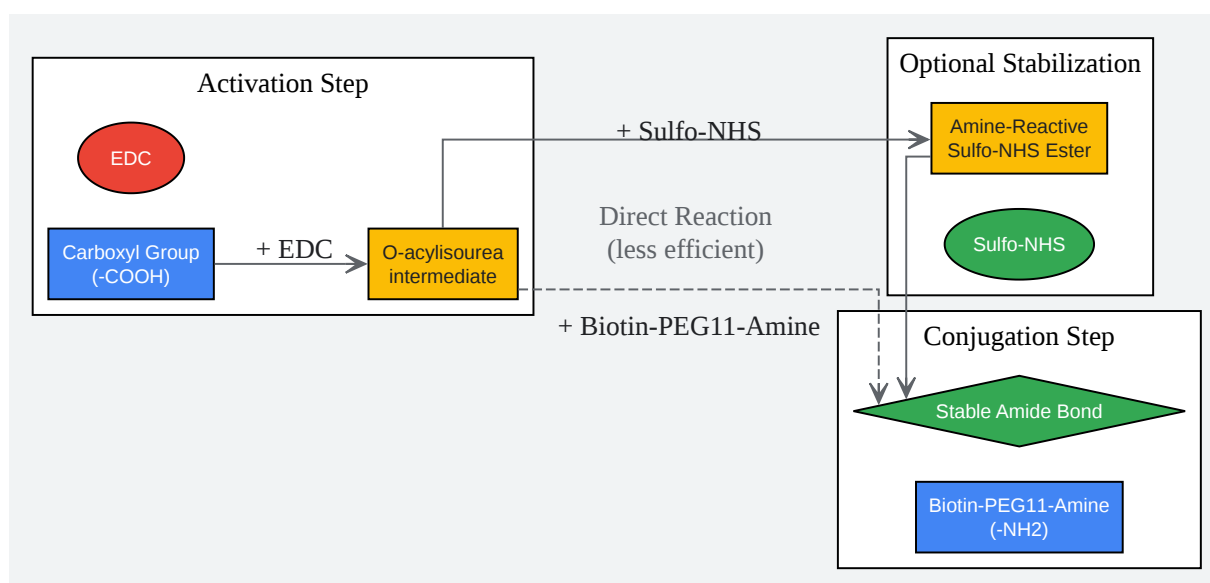 Activation Step
EDC
Carboxyl Group
(-COOH)
+ EDC
O-acylisourea
intermediate
+ Sulfo-NHS
Direct Reaction
(less efficient)
+ Biotin-PEG11-Amine
Optional Stabilization
Amine-Reactive
Sulfo-NHS Ester
Sulfo-NHS
Conjugation Step
Stable Amide Bond
Biotin-PEG11-Amine
(-NH2)